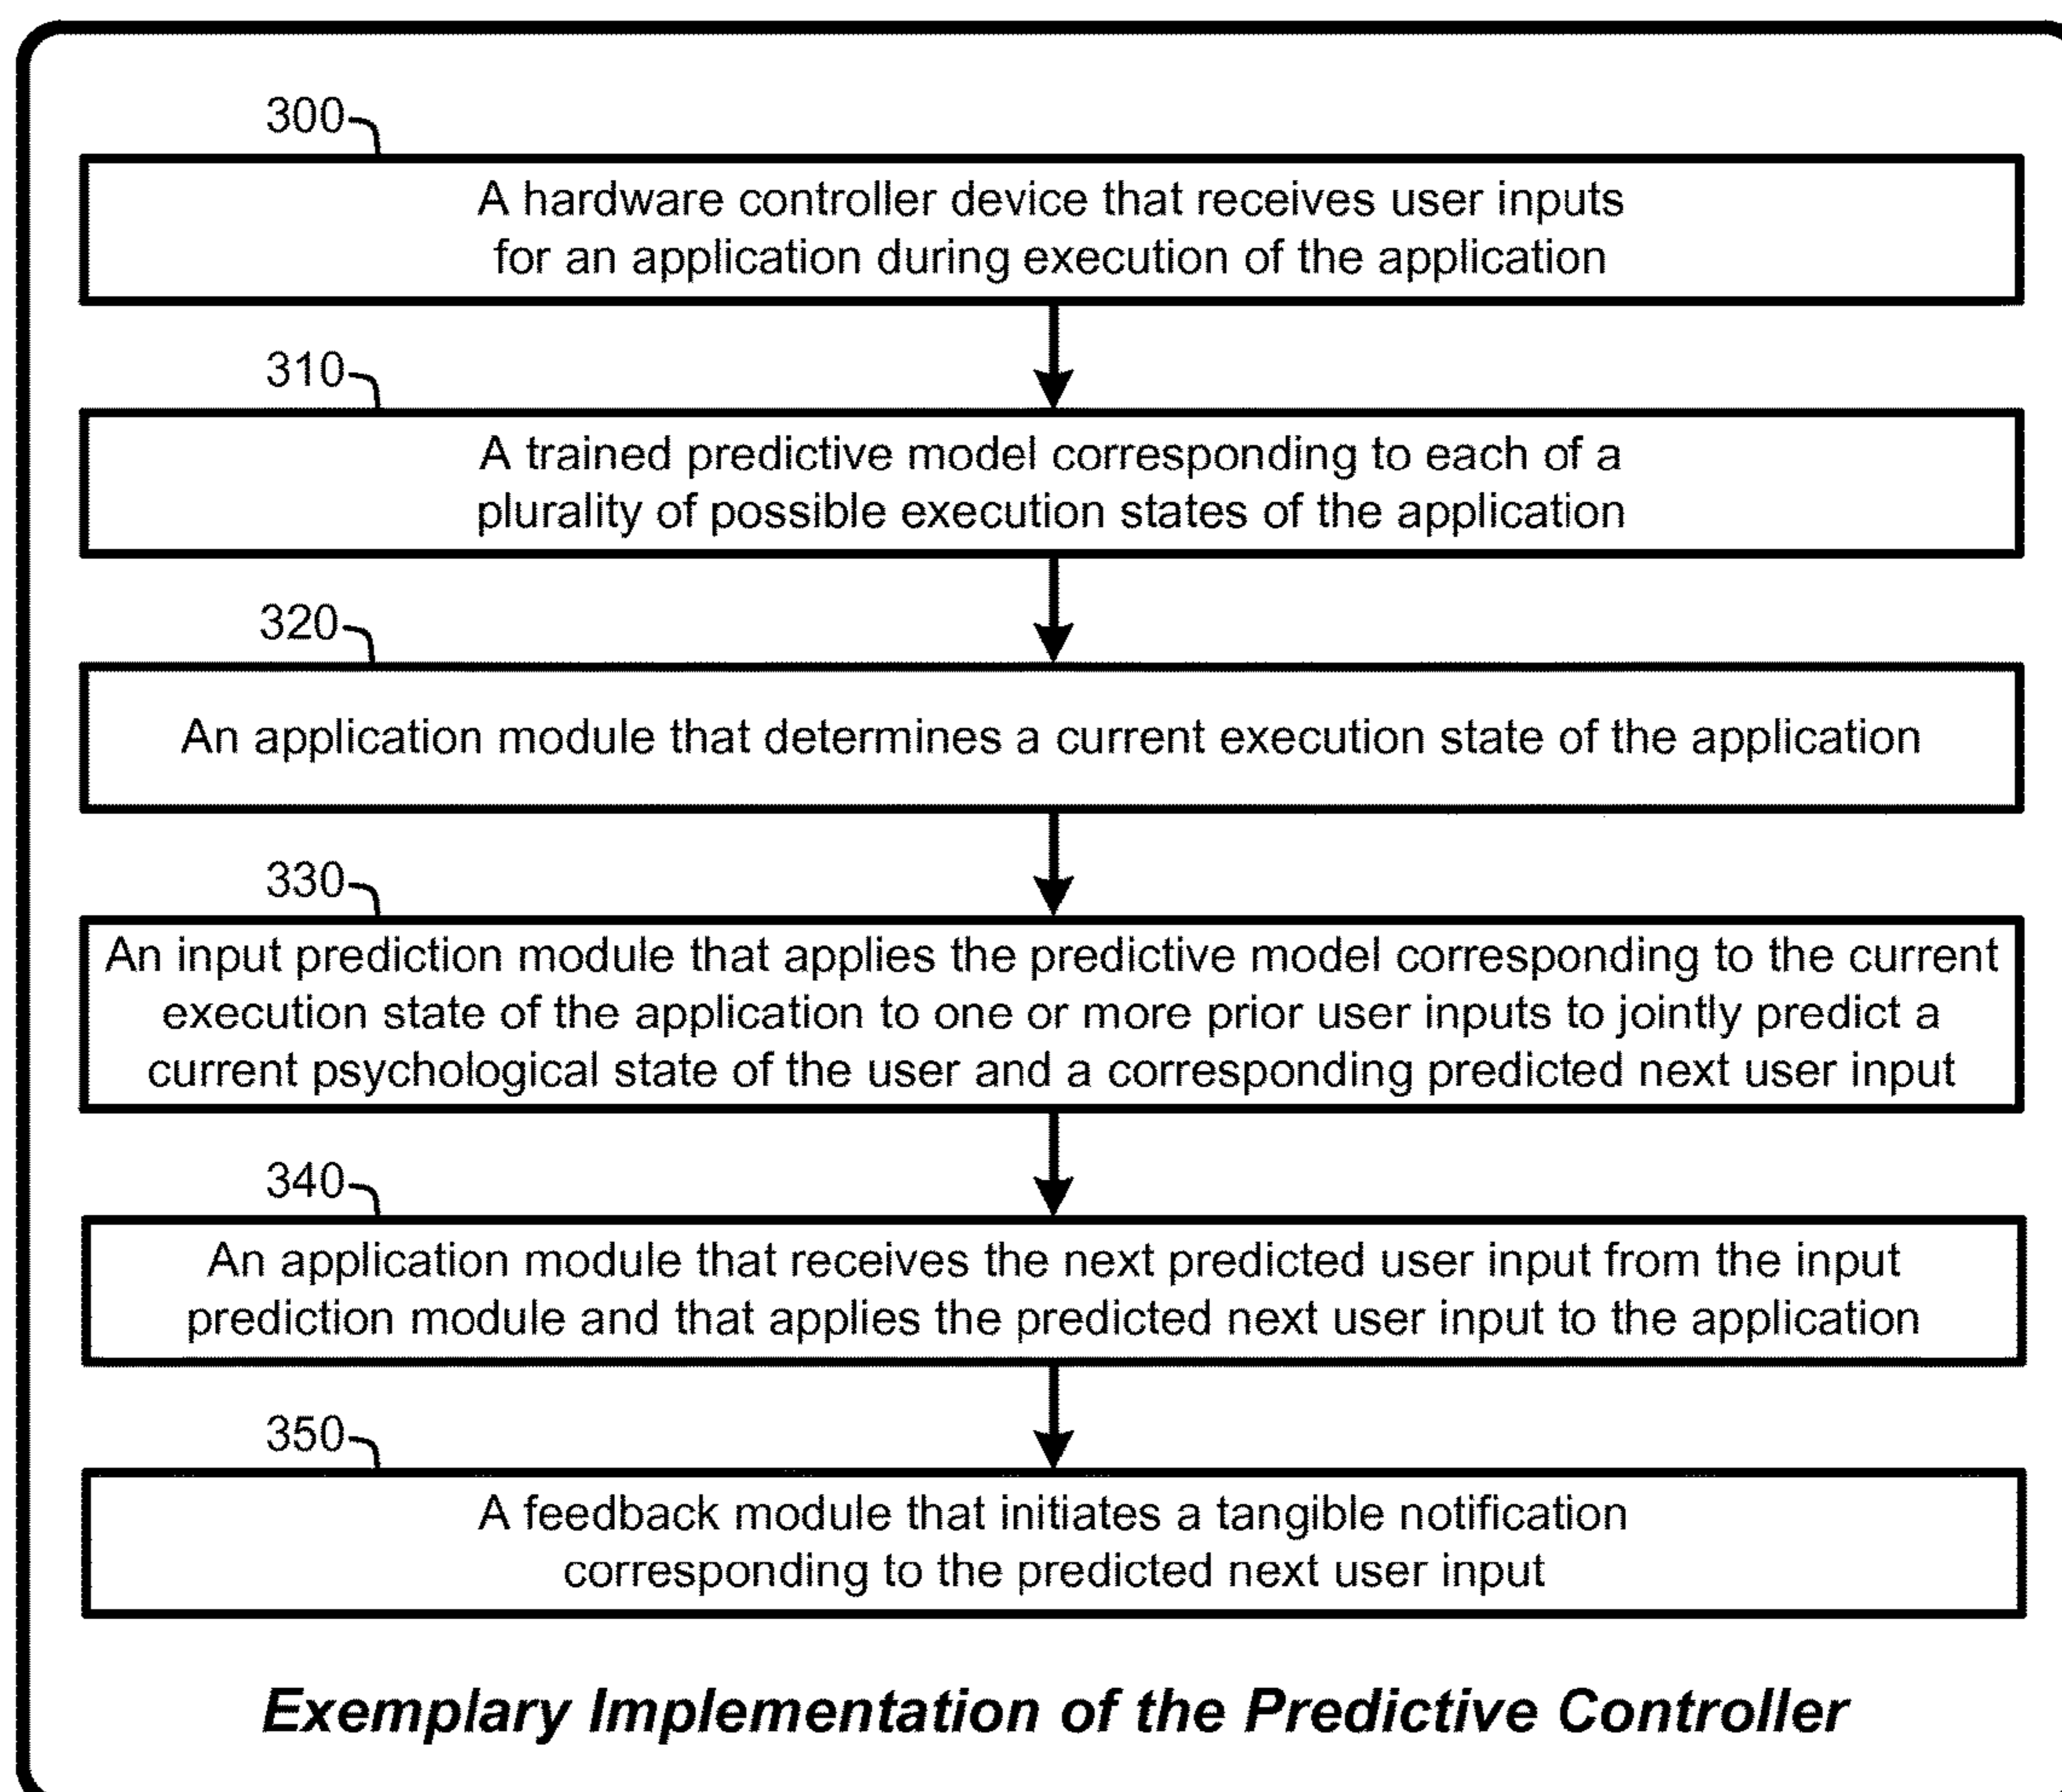 300
A hardware controller device that receives user inputs
for an application during execution of the application
310
A trained predictive model corresponding to each of a
plurality of possible execution states of the application
320
An application module that determines a current execution state of the application
330
An input prediction module that applies the predictive model corresponding to the current
execution state of the application to one or more prior user inputs to jointly predict a
current psychological state of the user and a corresponding predicted next user input
340
An application module that receives the next predicted user input from the input
prediction module and that applies the predicted next user input to the application
350
A feedback module that initiates a tangible notification
corresponding to the predicted next user input
Exemplary Implementation of the Predictive Controller